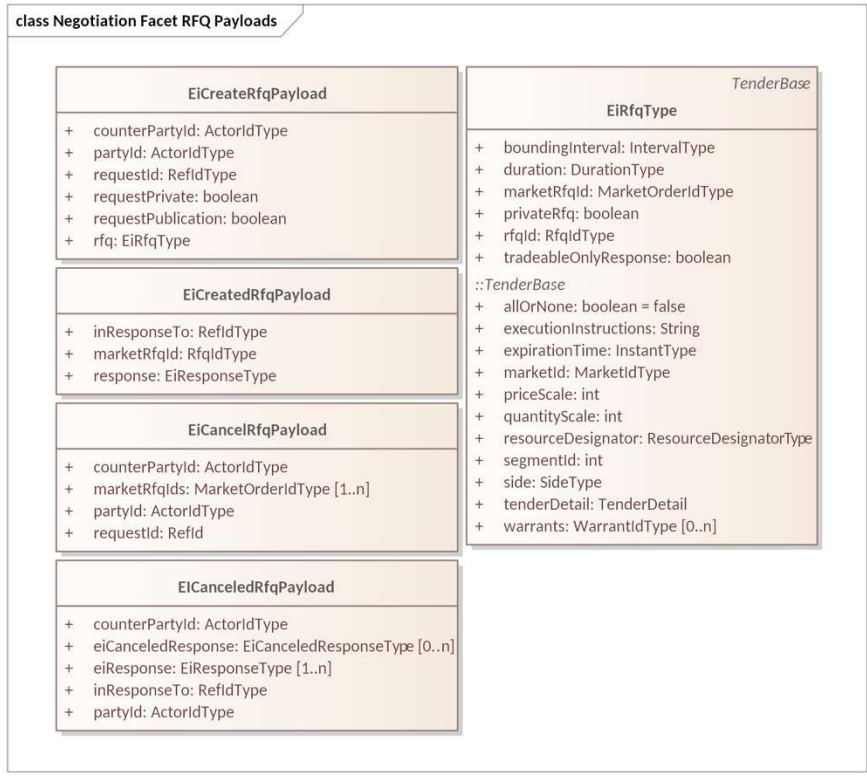 class Negotiation Facet RFQ Payloads
EiCreateRfqPayload
+ counterPartyId: ActorIdType
+ partyId: ActorIdType
+ requestId: RefIdType
+ requestPrivate: boolean
+ requestPublication: boolean
+ rfq: EiRfqType
EiCreatedRfqPayload
+ inResponseTo: RefIdType
+ marketRfqId: RfqIdType
+ response: EiResponseType
EiCancelRfqPayload
+ counterPartyId: ActorIdType
+ marketRfqIds: MarketOrderIdType [1..n]
+ partyId: ActorIdType
+ requestId: RefId
EICanceledRfqPayload
+ counterPartyId: ActorIdType
+ eiCanceledResponse: EiCanceledResponseType [0..n]
+ eiResponse: EiResponseType [1..n]
+ inResponseTo: RefIdType
+ partyId: ActorIdType
TenderBase
EiRfqType
+ boundingInterval: IntervalType
+ duration: DurationType
+ marketRfqId: MarketOrderIdType
+ privateRfq: boolean
+ rfqId: RfqIdType
+ tradeableOnlyResponse: boolean
::TenderBase
+ allOrNone: boolean = false
+ executionInstructions: String
+ expirationTime: InstantType
+ marketId: MarketIdType
+ priceScale: int
+ quantityScale: int
+ resourceDesignator: ResourceDesignatorType
+ segmentId: int
+ side: SideType
+ tenderDetail: TenderDetail
+ warrants: WarrantIdType [0..n]